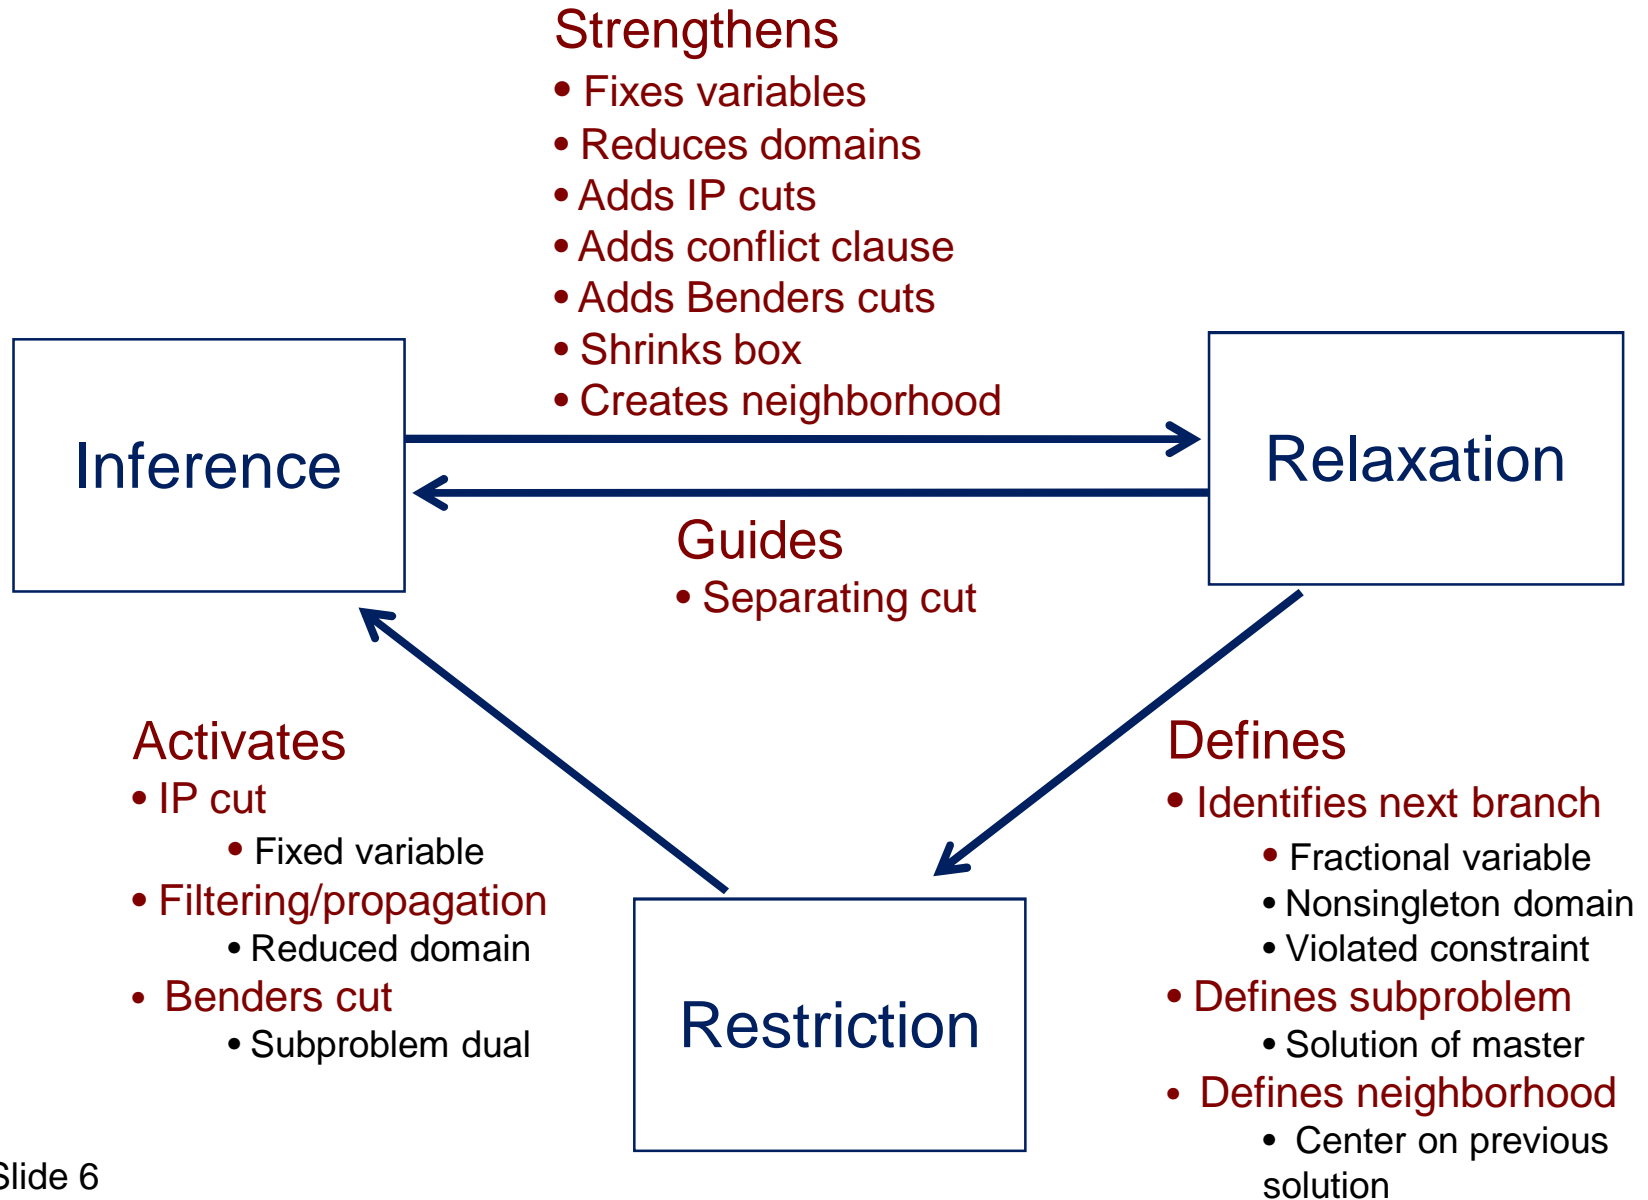 Strengthens
• Fixes variables
• Reduces domains
• Adds IP cuts
• Adds conflict clause
• Adds Benders cuts
• Shrinks box
• Creates neighborhood
Inference
Relaxation
Guides
• Separating cut
Activates
• IP cut
• Fixed variable
• Filtering/propagation
• Reduced domain
• Benders cut
• Subproblem dual
Restriction
Defines
• Identifies next branch
• Fractional variable
• Nonsingleton domain
• Violated constraint
• Defines subproblem
• Solution of master
• Defines neighborhood
• Center on previous
solution
Slide 6